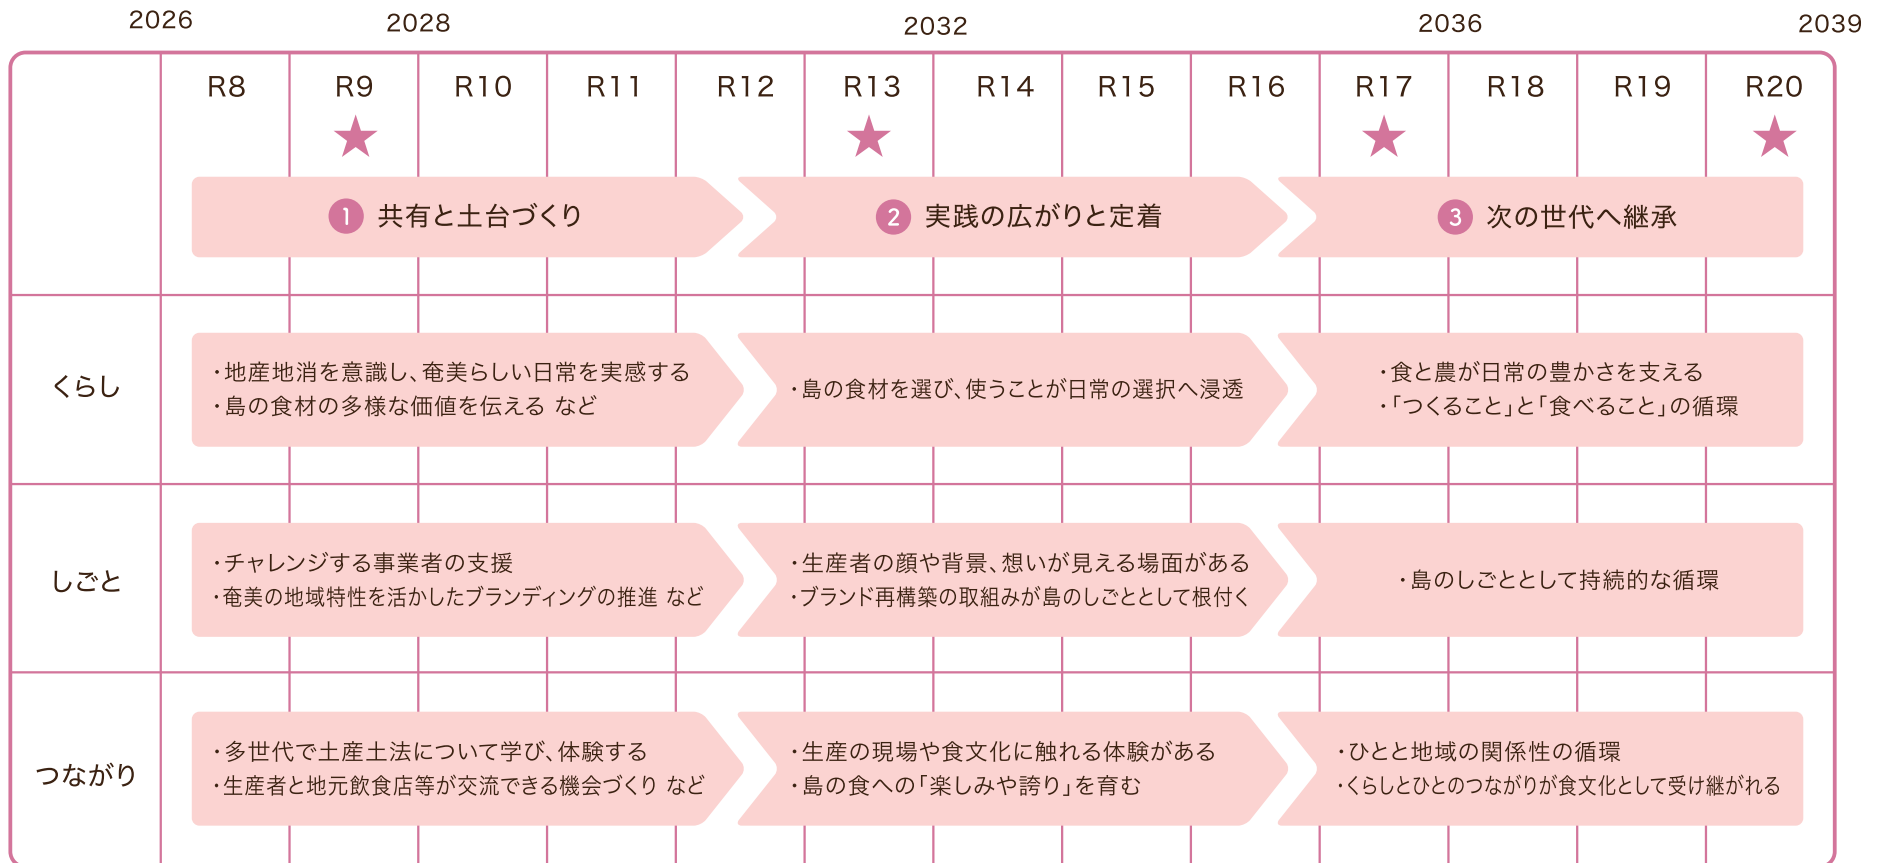 2026 2028 2032 2036 2039
R8 R9 R10 R11 R12 R13 R14 R15 R16 R17 R18 R19 R20
★ ★ ★ ★
1 共有と土台づくり
2 実践の広がりと定着
3 次の世代へ継承
くらし
・地産地消を意識し、奄美らしい日常を実感する
・島の食材の多様な価値を伝える など
・島の食材を選び、使うことが日常の選択へ浸透
・食と農が日常の豊かさを支える
・「つくること」と「食べること」の循環
しごと
・チャレンジする事業者の支援
・奄美の地域特性を活かしたブランディングの推進 など
・生産者の顔や背景、想いが見える場面がある
・ブランド再構築の取組みが島のしごととして根付く
・島のしごととして持続的な循環
つながり
・多世代で土産土法について学び、体験する
・生産者と地元飲食店等が交流できる機会づくり など
・生産の現場や食文化に触れる体験がある
・島の食への「楽しみや誇り」を育む
・ひとと地域の関係性の循環
・くらしとひとのつながりが食文化として受け継がれる